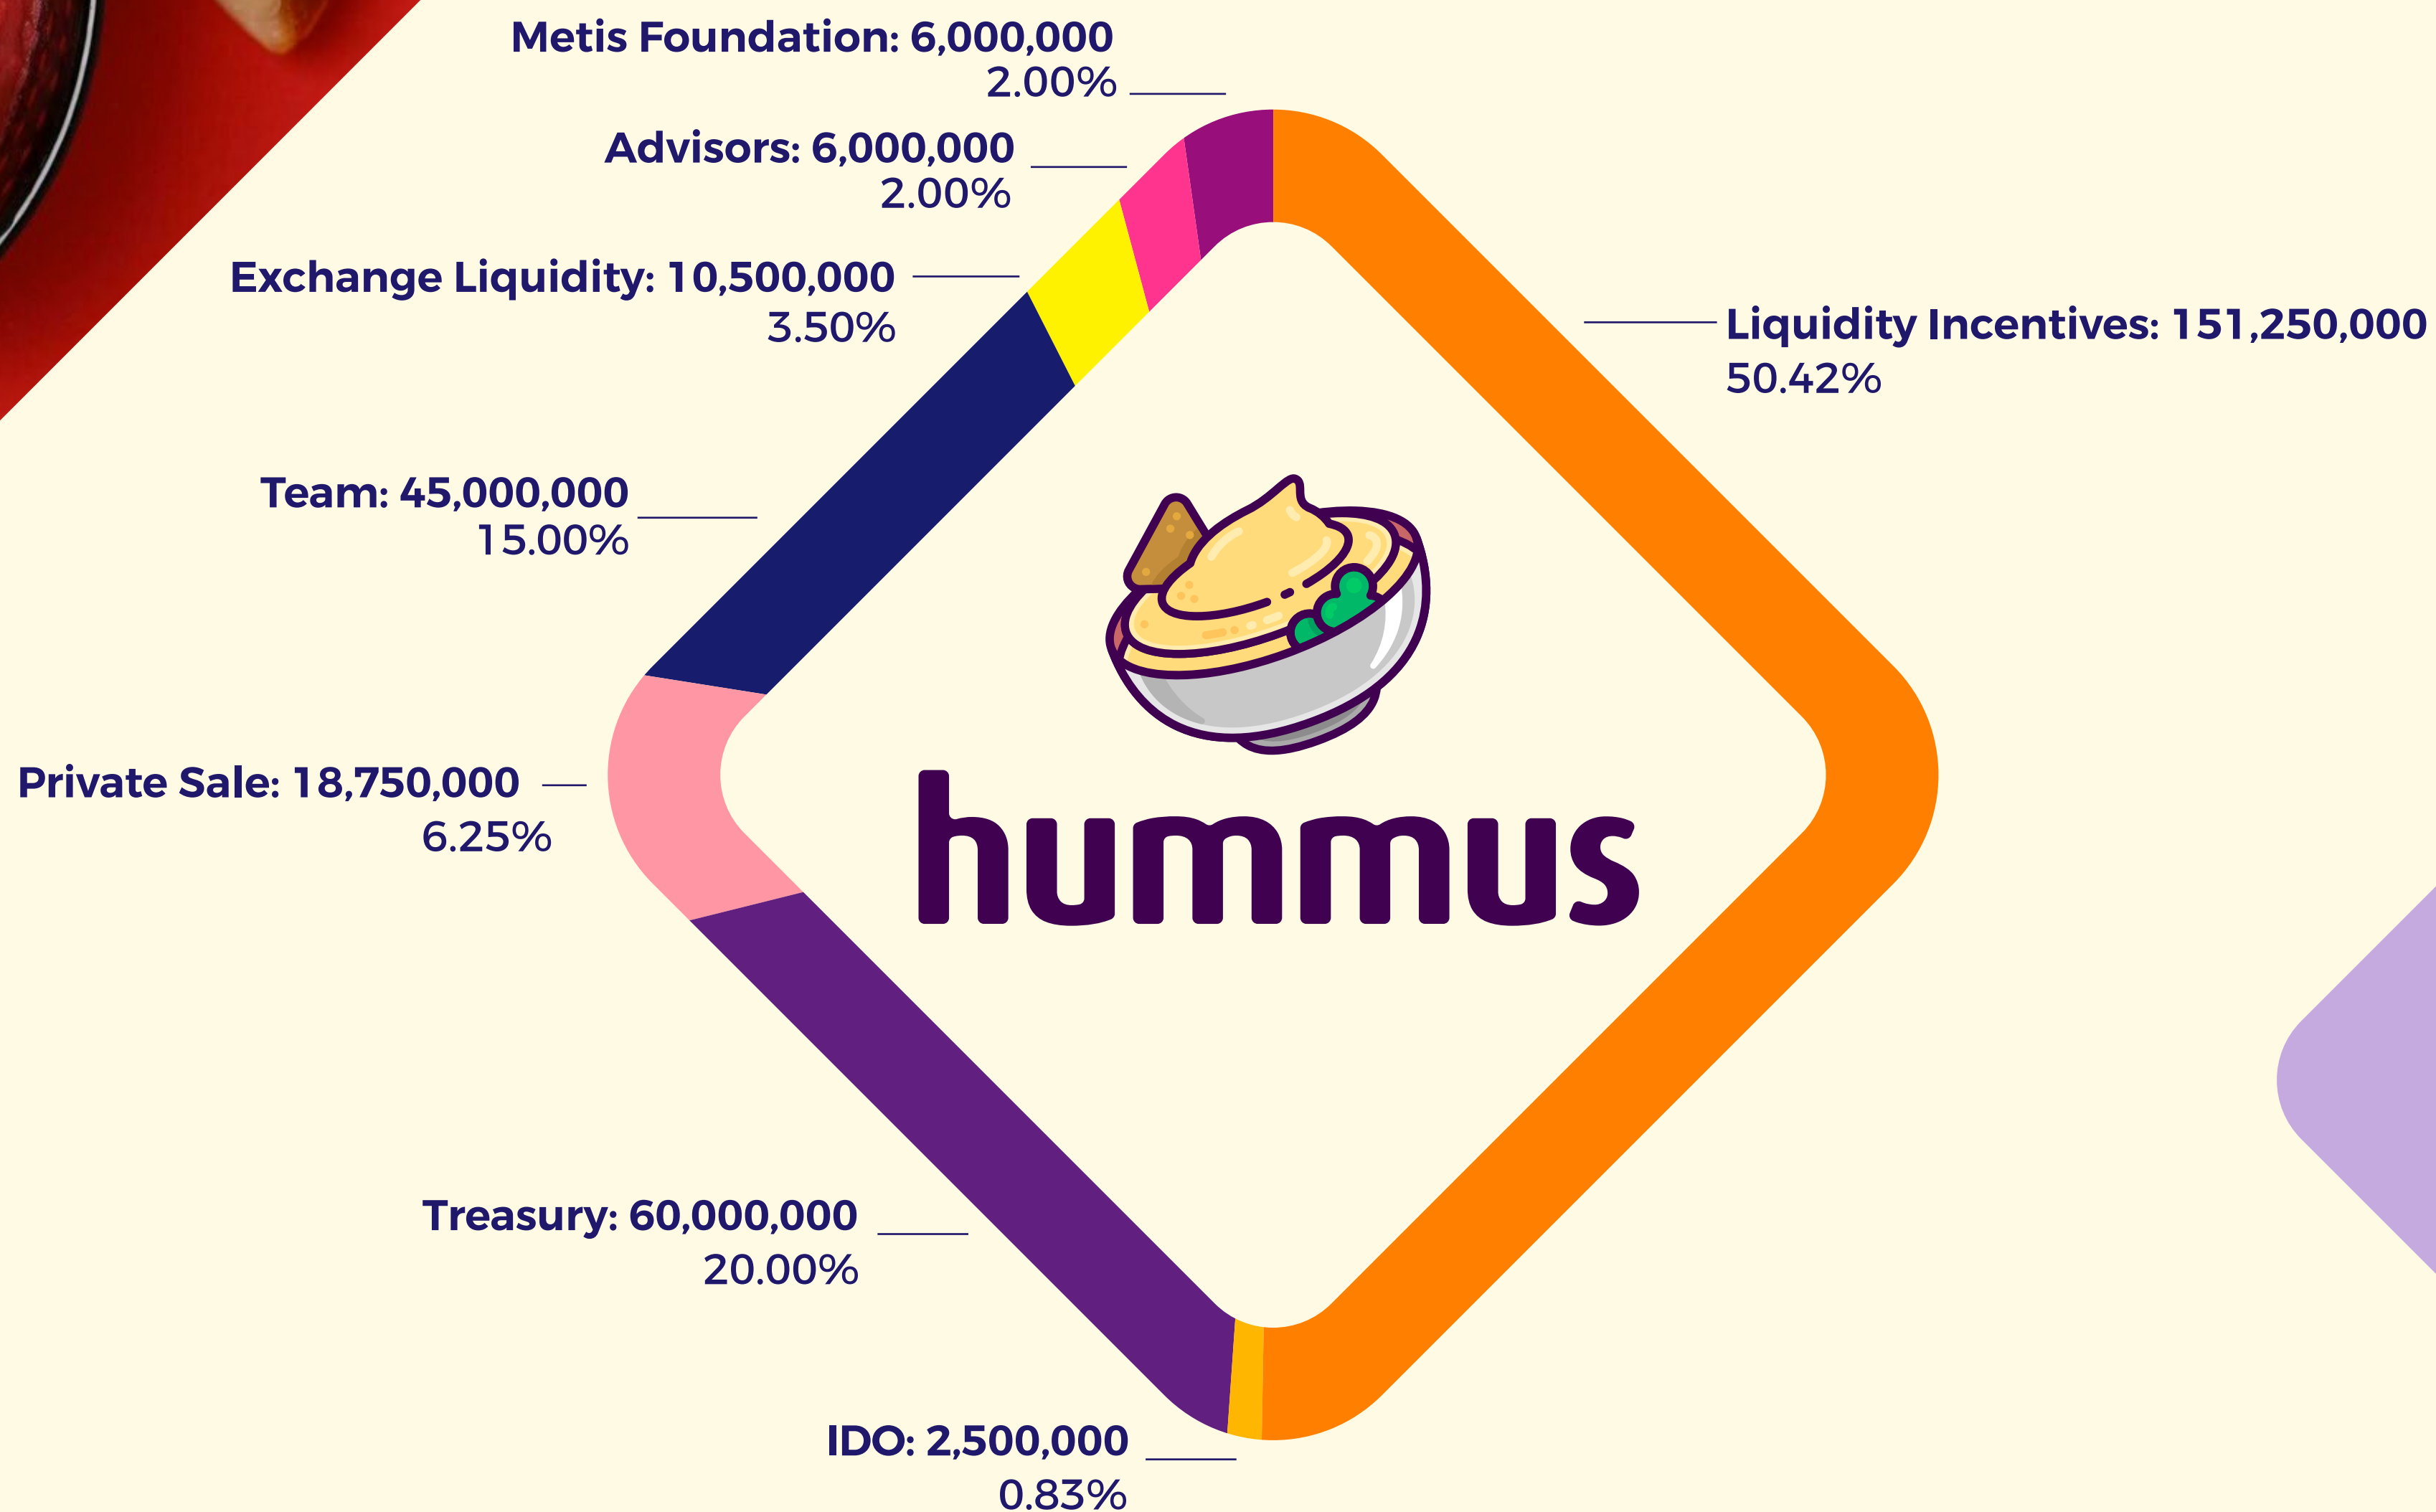 Metis Foundation: 6,000,000
2.00%
Advisors: 6,000,000
2.00%
Exchange Liquidity: 10,500,000
3.50%
Liquidity Incentives: 151,250,000
50.42%
Team: 45,000,000
15.00%
Private Sale: 18,750,000
6.25%
hummus
Treasury: 60,000,000
20.00%
IDO: 2,500,000
0.83%